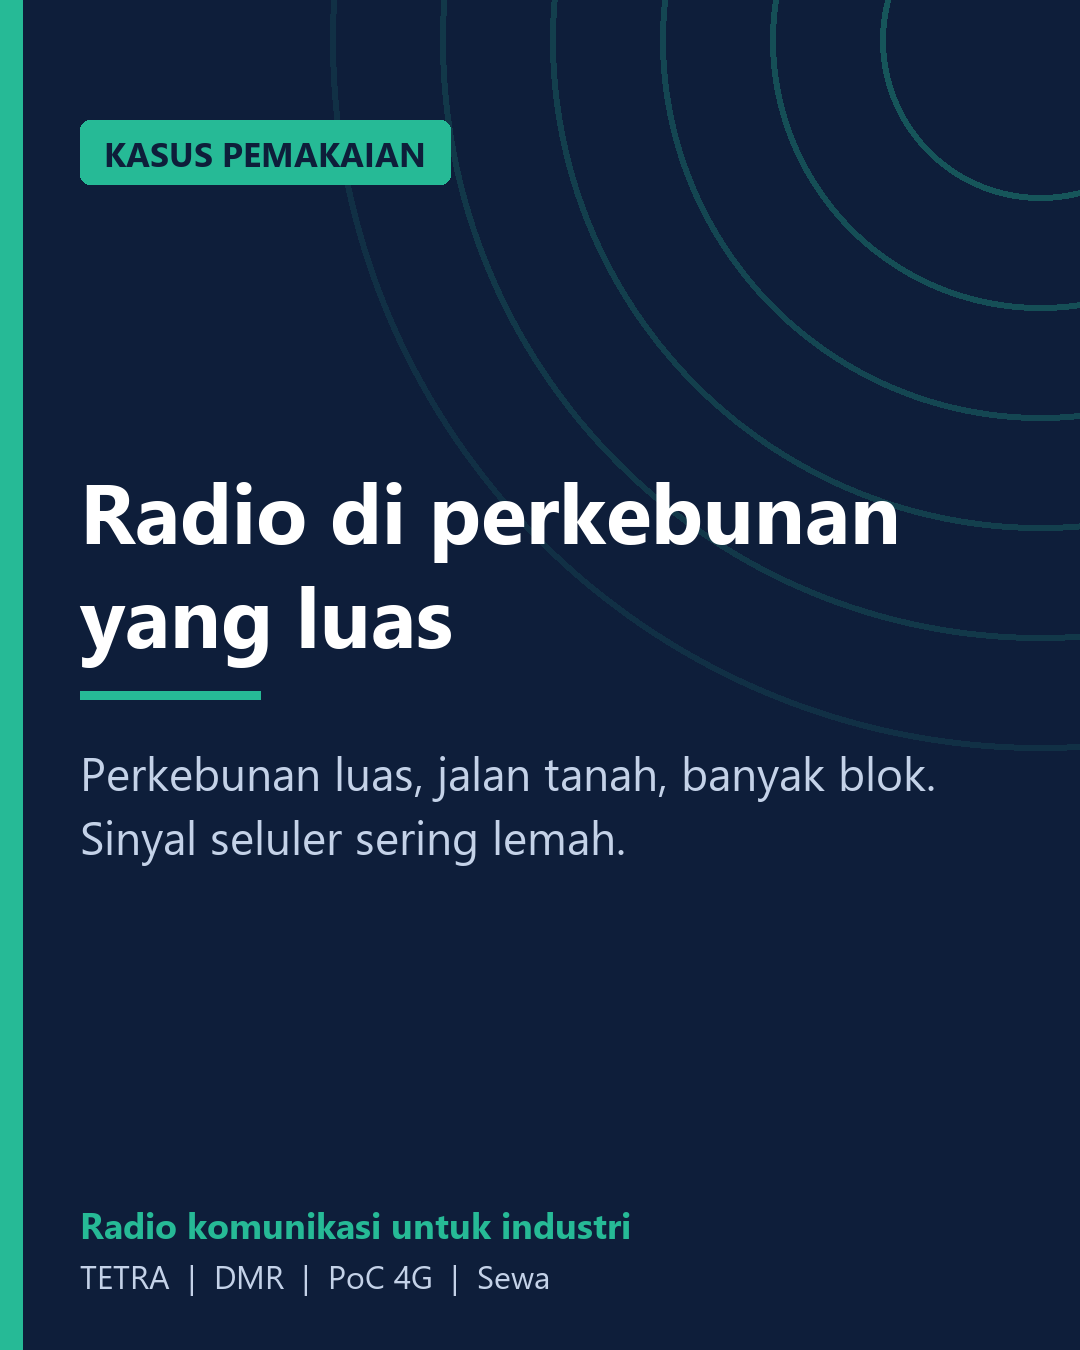 KASUS PEMAKAIAN
Radio di perkebunan
yang luas
Perkebunan luas, jalan tanah, banyak blok.
Sinyal seluler sering lemah.
Radio komunikasi untuk industri
TETRA | DMR | PoC 4G | Sewa